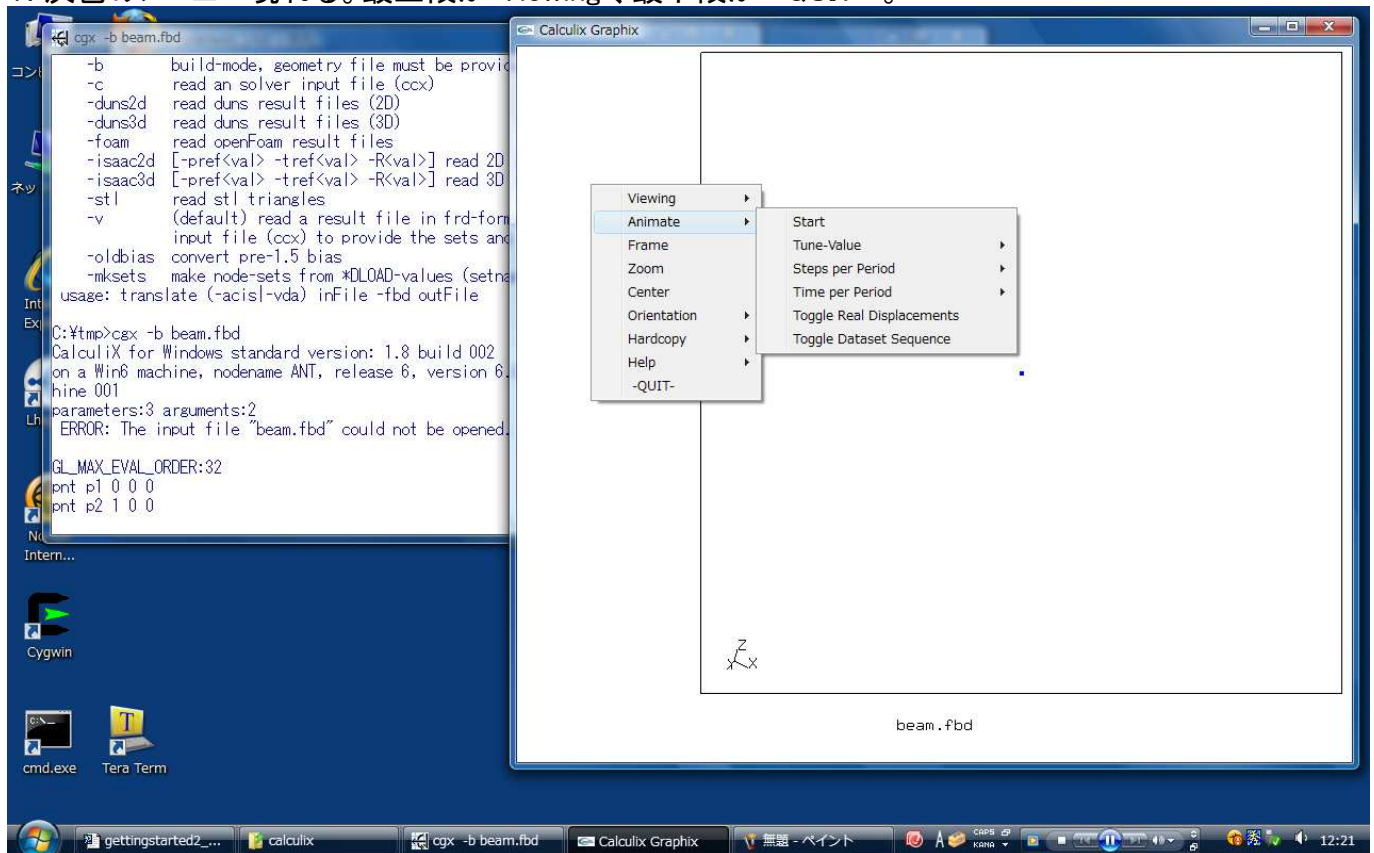 cgx -b beam.fbd
-b build-mode, geometry file must be
-c read an solver input file (ccx)
-duns2d read duns result files (2D)
-duns3d read duns result files (3D)
-foam read openFoam result files
-isaac2d [-pref<val> -tref<val> -R<val>] read 2D
-isaac3d [-pref<val> -tref<val> -R<val>] read 3D
-stl read stl triangles
-v (default) read a result file in
input file (ccx) to provide the sets
-oldbias convert pre-1.5 bias
-mksets make node-sets from *DLOAD-values
usage: translate (-acis|-vda) inFile -fbd outFile
C:¥tmp>cgx -b beam.fbd
CalculiX for Windows standard version: 1.8 build 002
on a Win6 machine, nodename ANT, release 6, version 6.
hine 001
parameters:3 arguments:2
ERROR: The input file "beam.fbd" could not be opened.
GL_MAX_EVAL_ORDER:32
pnt p1 0 0 0
pnt p2 1 0 0
Calculix Graphix
Viewing
Animate
Frame
Zoom
Center
Orientation
Hardcopy
Help
-QUIT-
Start
Tune-Value
Steps per Period
Time per Period
Toggle Real Displacements
Toggle Dataset Sequence
Z
Y X
beam.fbd
Intern...
Cygwin
cmd.exe
Tera Term
gettingstarted2_...
calculix
cgx -b beam.fbd
Calculix Graphix
無題 - ペイント
A
CAPS
KANA
12:21